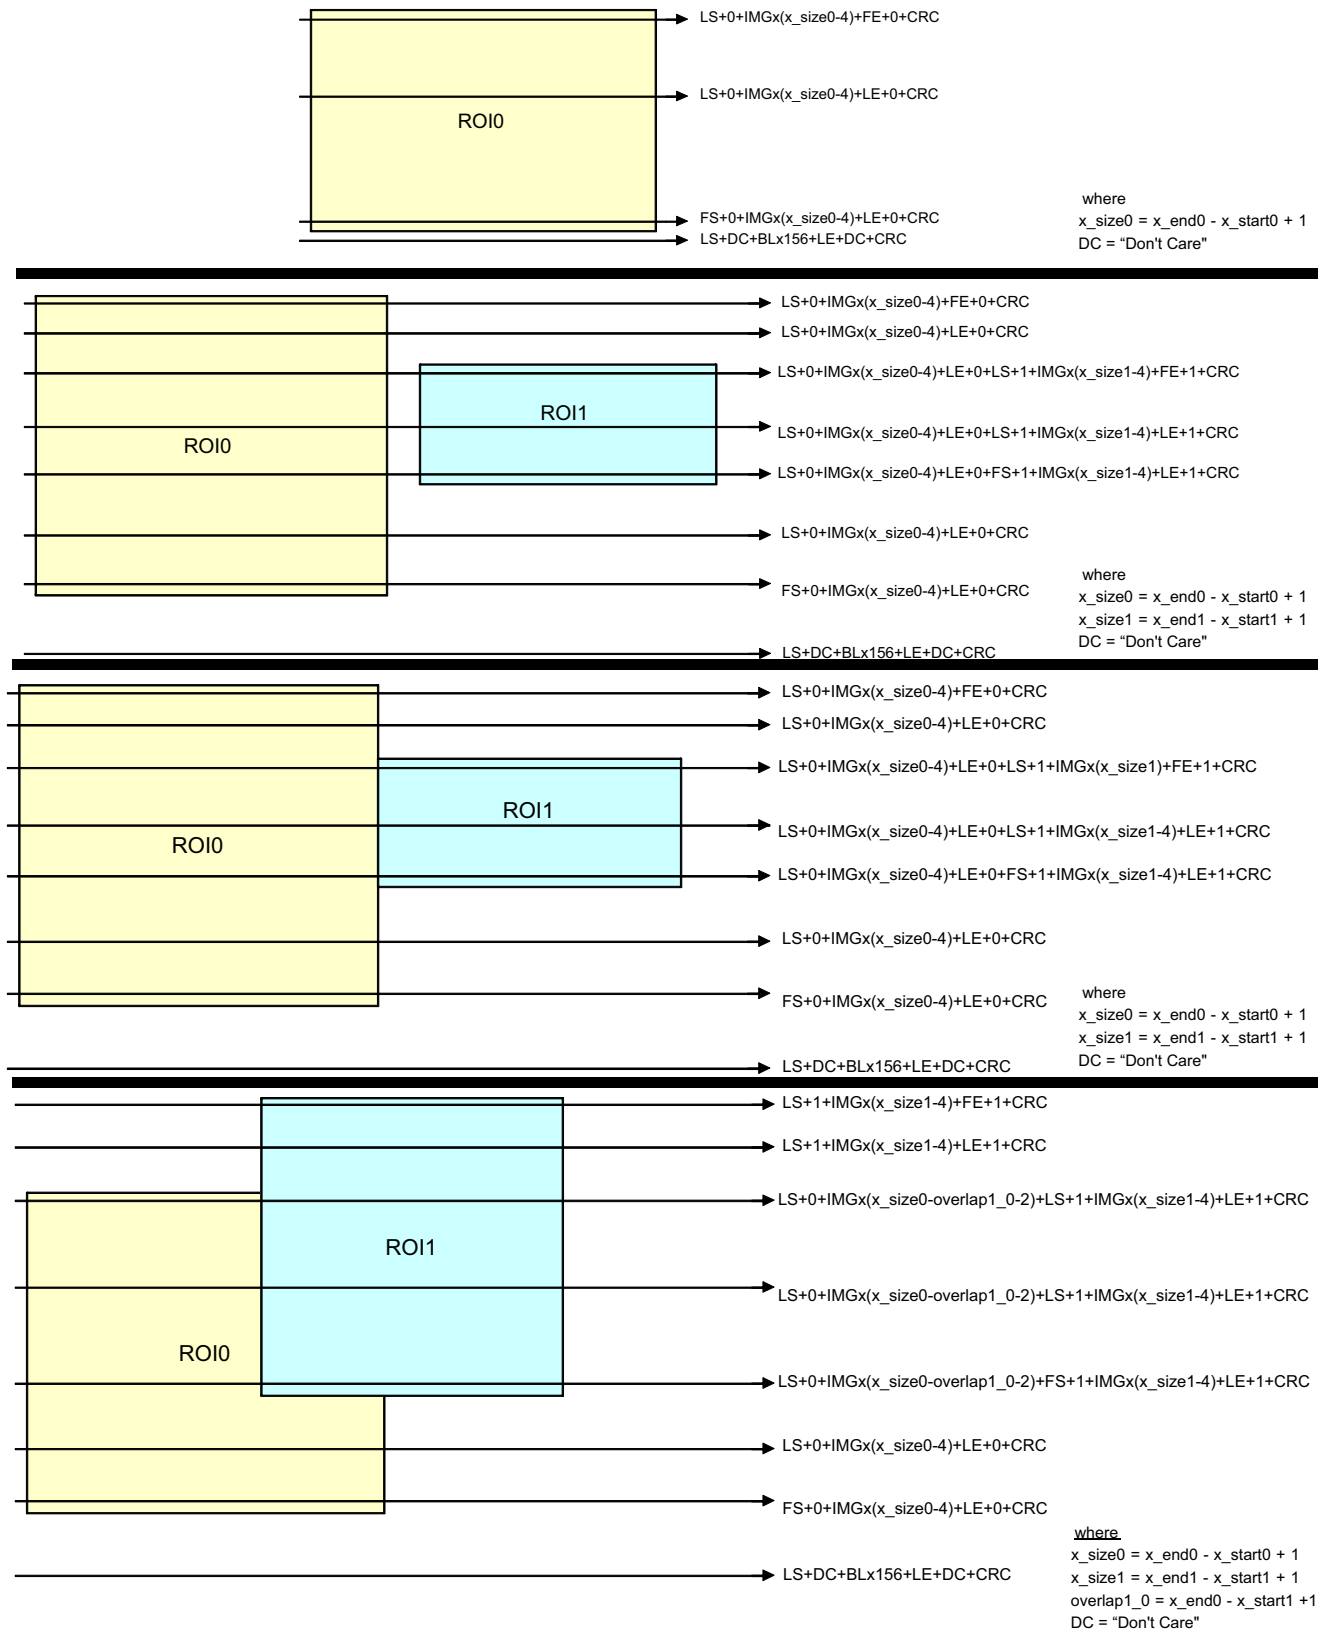 LS+0+IMGx(x_size0-4)+FE+0+CRC
LS+0+IMGx(x_size0-4)+LE+0+CRC
ROI0
FS+0+IMGx(x_size0-4)+LE+0+CRC
LS+DC+BLx156+LE+DC+CRC
where
x_size0 = x_end0 - x_start0 + 1
DC = “Don't Care"
LS+0+IMGx(x_size0-4)+FE+0+CRC
LS+0+IMGx(x_size0-4)+LE+0+CRC
LS+0+IMGx(x_size0-4)+LE+0+LS+1+IMGx(x_size1-4)+FE+1+CRC
ROI1
ROI0
LS+0+IMGx(x_size0-4)+LE+0+LS+1+IMGx(x_size1-4)+LE+1+CRC
LS+0+IMGx(x_size0-4)+LE+0+FS+1+IMGx(x_size1-4)+LE+1+CRC
LS+0+IMGx(x_size0-4)+LE+0+CRC
FS+0+IMGx(x_size0-4)+LE+0+CRC
where
x_size0 = x_end0 - x_start0 + 1
x_size1 = x_end1 - x_start1 + 1
DC = “Don't Care"
LS+DC+BLx156+LE+DC+CRC
LS+0+IMGx(x_size0-4)+FE+0+CRC
LS+0+IMGx(x_size0-4)+LE+0+CRC
LS+0+IMGx(x_size0-4)+LE+0+LS+1+IMGx(x_size1)+FE+1+CRC
ROI1
ROI0
LS+0+IMGx(x_size0-4)+LE+0+LS+1+IMGx(x_size1-4)+LE+1+CRC
LS+0+IMGx(x_size0-4)+LE+0+FS+1+IMGx(x_size1-4)+LE+1+CRC
LS+0+IMGx(x_size0-4)+LE+0+CRC
FS+0+IMGx(x_size0-4)+LE+0+CRC
where
x_size0 = x_end0 - x_start0 + 1
x_size1 = x_end1 - x_start1 + 1
DC = “Don't Care"
LS+DC+BLx156+LE+DC+CRC
LS+1+IMGx(x_size1-4)+FE+1+CRC
LS+1+IMGx(x_size1-4)+LE+1+CRC
LS+0+IMGx(x_size0-overlap1_0-2)+LS+1+IMGx(x_size1-4)+LE+1+CRC
ROI1
LS+0+IMGx(x_size0-overlap1_0-2)+LS+1+IMGx(x_size1-4)+LE+1+CRC
ROI0
LS+0+IMGx(x_size0-overlap1_0-2)+FS+1+IMGx(x_size1-4)+LE+1+CRC
LS+0+IMGx(x_size0-4)+LE+0+CRC
FS+0+IMGx(x_size0-4)+LE+0+CRC
where
x_size0 = x_end0 - x_start0 + 1
x_size1 = x_end1 - x_start1 + 1
overlap1_0 = x_end0 - x_start1 +1
DC = “Don't Care"
LS+DC+BLx156+LE+DC+CRC